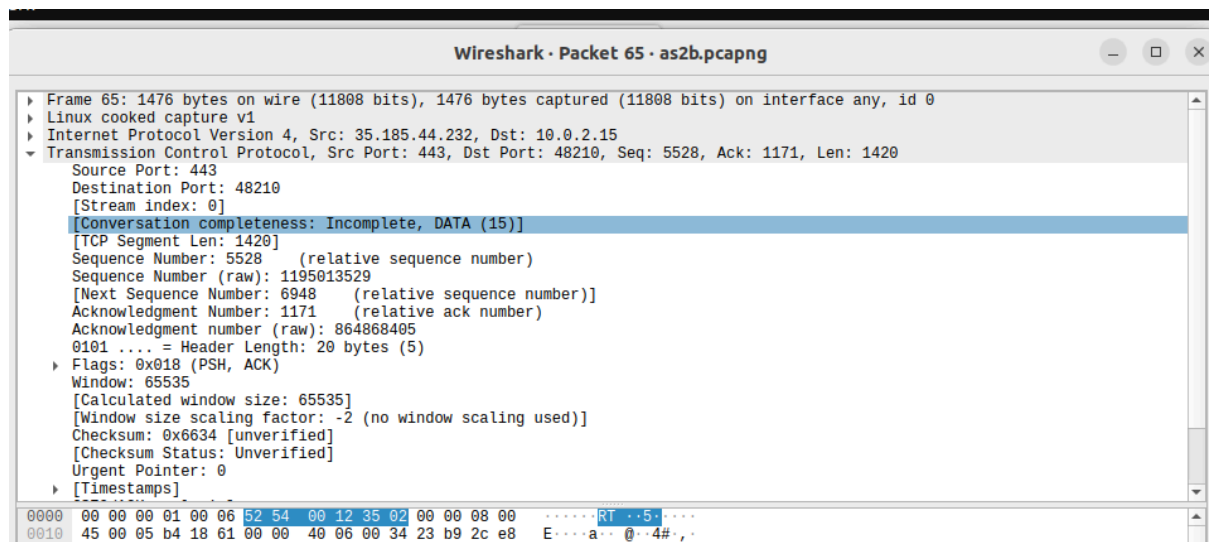 Wireshark · Packet 65 · as2b.pcapng
Frame 65: 1476 bytes on wire (11808 bits), 1476 bytes captured (11808 bits) on interface any, id 0
Linux cooked capture v1
Internet Protocol Version 4, Src: 35.185.44.232, Dst: 10.0.2.15
Transmission Control Protocol, Src Port: 443, Dst Port: 48210, Seq: 5528, Ack: 1171, Len: 1420
Source Port: 443
Destination Port: 48210
[Stream index: 0]
[Conversation completeness: Incomplete, DATA (15)]
[TCP Segment Len: 1420]
Sequence Number: 5528 (relative sequence number)
Sequence Number (raw): 1195013529
[Next Sequence Number: 6948 (relative sequence number)]
Acknowledgment Number: 1171 (relative ack number)
Acknowledgment number (raw): 864868405
0101 .... = Header Length: 20 bytes (5)
Flags: 0x018 (PSH, ACK)
Window: 65535
[Calculated window size: 65535]
[Window size scaling factor: -2 (no window scaling used)]
Checksum: 0x6634 [unverified]
[Checksum Status: Unverified]
Urgent Pointer: 0
[Timestamps]
0000 00 00 00 01 00 06 52 54 00 12 35 02 00 00 08 00 ······RT ··5·····
0010 45 00 05 b4 18 61 00 00 40 06 00 34 23 b9 2c e8 E····a·· @··4#·,·